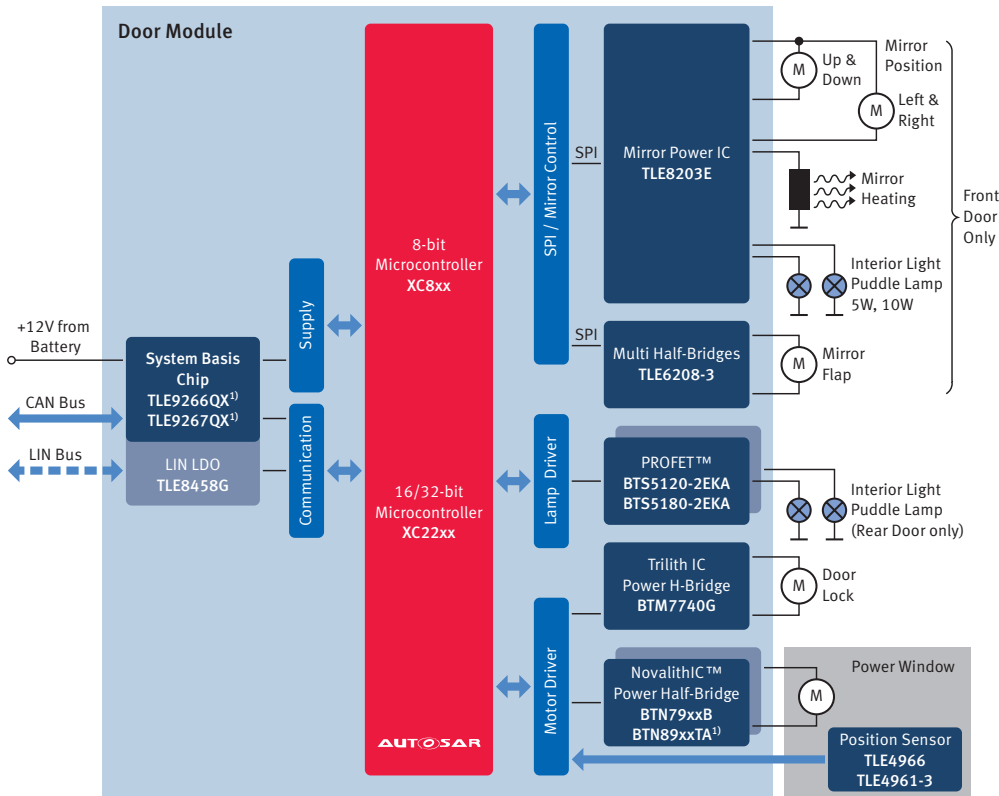 Door Module
+12V from
Battery
CAN Bus
LIN Bus
System Basis
Chip
TLE9266QX1)
TLE9267QX1)
LIN LDO
TLE8458G
Supply
Communication
8-bit
Microcontroller
XC8xx
16/32-bit
Microcontroller
XC22xx
AUTOSAR
SPI / Mirror Control
Lamp Driver
Motor Driver
SPI
SPI
Mirror Power IC
TLE8203E
Multi Half-Bridges
TLE6208-3
PROFET™
BTS5120-2EKA
BTS5180-2EKA
Trilith IC
Power H-Bridge
BTM7740G
NovalithIC™
Power Half-Bridge
BTN79xxB
BTN89xxTA1)
M
Up &
Down
Mirror
Position
M
Left &
Right
Mirror
Heating
Interior Light
Puddle Lamp
5W, 10W
Front
Door
Only
M
Mirror
Flap
Interior Light
Puddle Lamp
(Rear Door only)
M
Door
Lock
Power Window
M
Position Sensor
TLE4966
TLE4961-3